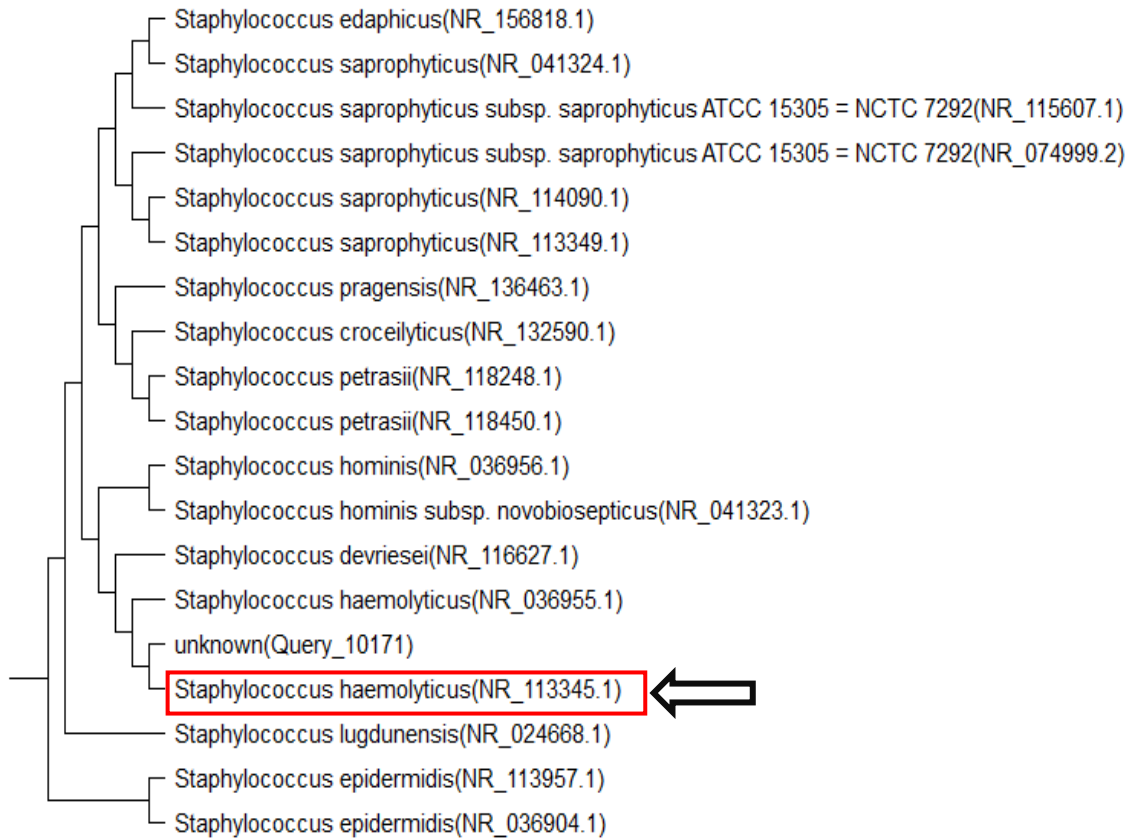 Staphylococcus edaphicus(NR_156818.1)
Staphylococcus saprophyticus(NR_041324.1)
Staphylococcus saprophyticus subsp. saprophyticus ATCC 15305 = NCTC 7292(NR_115607.1)
Staphylococcus saprophyticus subsp. saprophyticus ATCC 15305 = NCTC 7292(NR_074999.2)
Staphylococcus saprophyticus(NR_114090.1)
Staphylococcus saprophyticus(NR_113349.1)
Staphylococcus pragensis(NR_136463.1)
Staphylococcus croceilyticus(NR_132590.1)
Staphylococcus petrasii(NR_118248.1)
Staphylococcus petrasii(NR_118450.1)
Staphylococcus hominis(NR_036956.1)
Staphylococcus hominis subsp. novobiosepticus(NR_041323.1)
Staphylococcus devriesei(NR_116627.1)
Staphylococcus haemolyticus(NR_036955.1)
unknown(Query_10171)
Staphylococcus haemolyticus(NR_113345.1)
Staphylococcus lugdunensis(NR_024668.1)
Staphylococcus epidermidis(NR_113957.1)
Staphylococcus epidermidis(NR_036904.1)